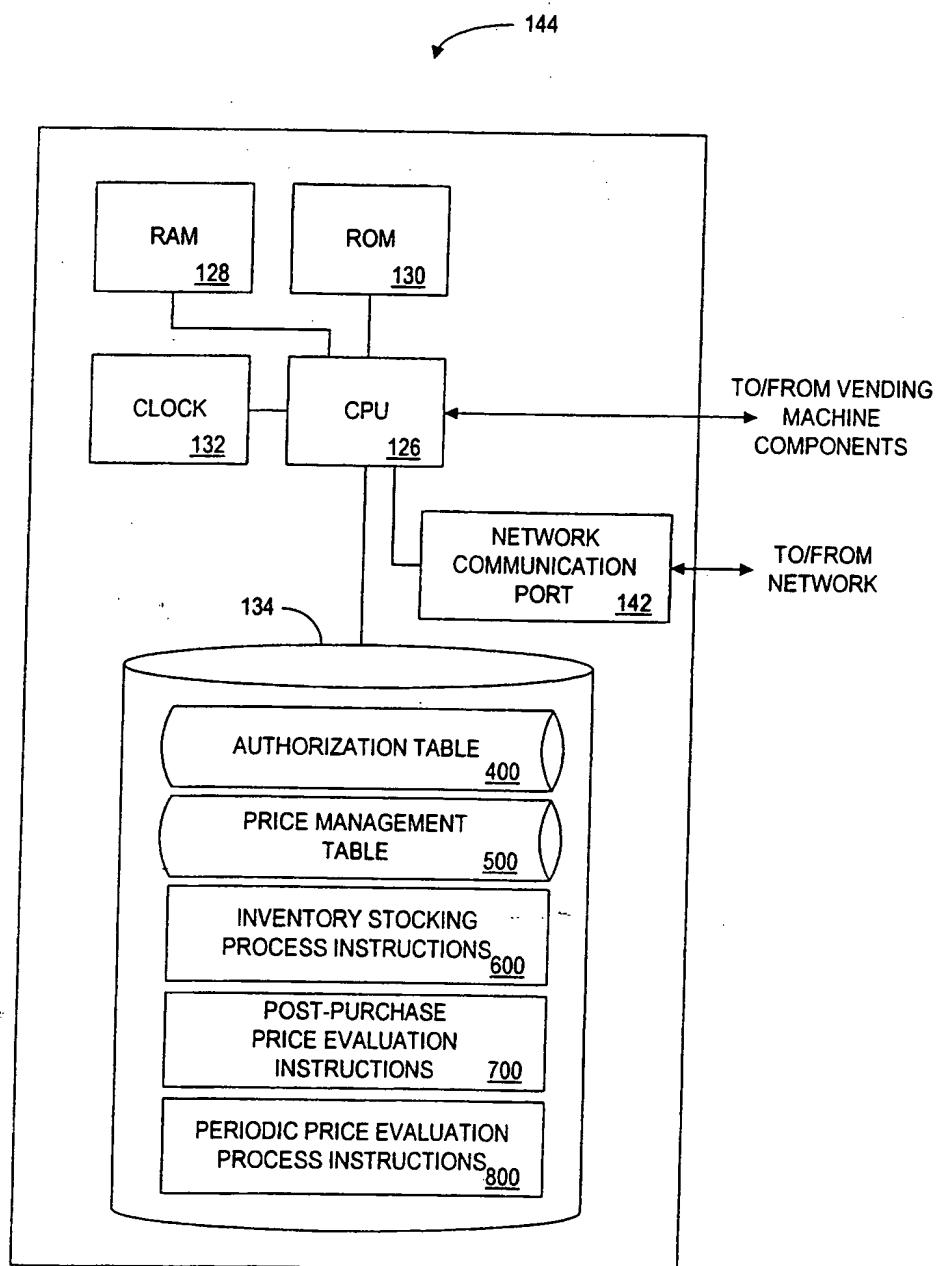 144
RAM
128
ROM
130
CLOCK
132
CPU
126
TO/FROM VENDING
MACHINE
COMPONENTS
NETWORK
COMMUNICATION
PORT
142
TO/FROM
NETWORK
134
AUTHORIZATION TABLE
400
PRICE MANAGEMENT
TABLE
500
INVENTORY STOCKING
PROCESS INSTRUCTIONS
600
POST-PURCHASE
PRICE EVALUATION
INSTRUCTIONS
700
PERIODIC PRICE EVALUATION
PROCESS INSTRUCTIONS
800